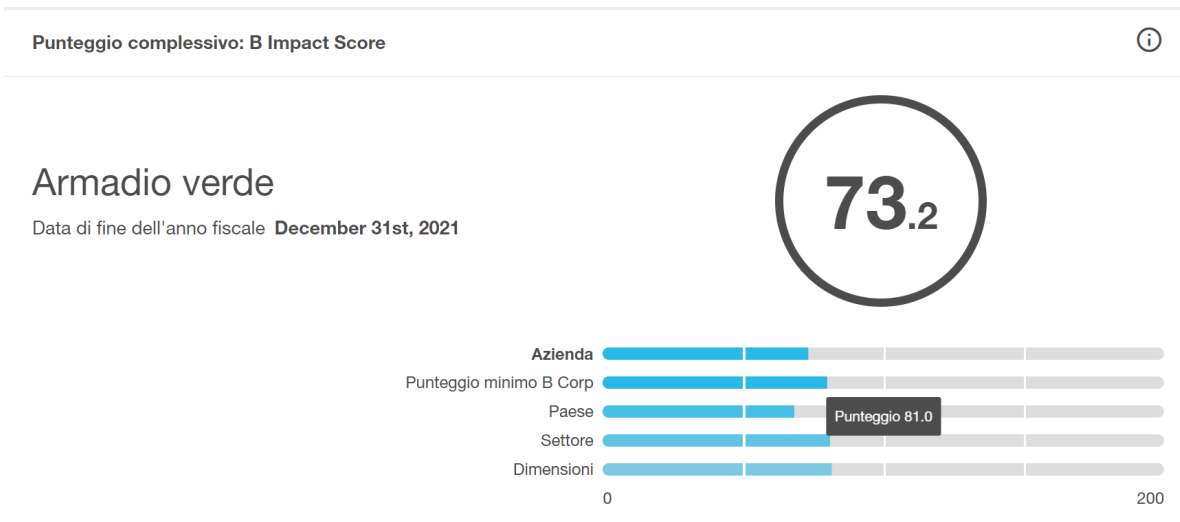 Punteggio complessivo: B Impact Score
Armadio verde
Data di fine dell'anno fiscale December 31st, 2021
73.2
Azienda
Punteggio minimo B Corp
Paese
Punteggio 81.0
Settore
Dimensioni
0 200